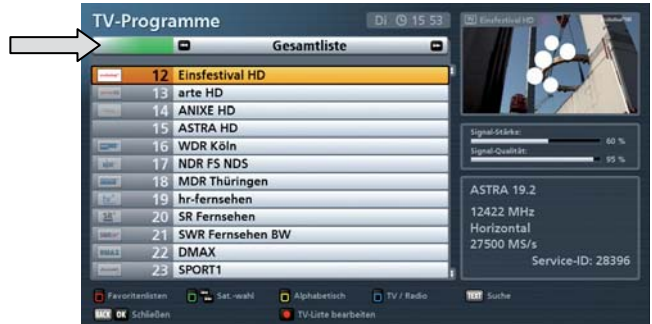 TV-Programme
Di 15 53
Einsfestival HD
Gesamtliste
12 Einsfestival HD
13 arte HD
14 ANIXE HD
15 ASTRA HD
16 WDR Köln
17 NDR FS NDS
18 MDR Thüringen
19 hr-fernsehen
20 SR Fernsehen
21 SWR Fernsehen BW
22 DMAX
23 SPORT1
Signal-Stärke:
60 %
Signal-Qualität:
95 %
ASTRA 19.2
12422 MHz
Horizontal
27500 MS/s
Service-ID: 28396
Favoritenlisten Sat.-wahl Alphabetisch TV / Radio TEXT Suche
BACK OK Schließen TV-Liste bearbeiten